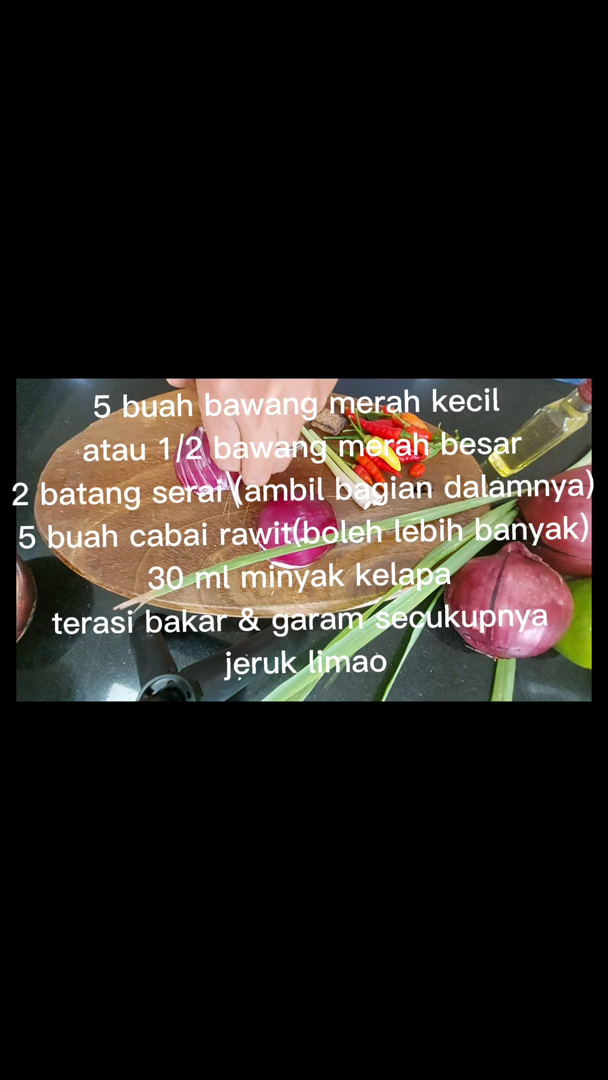 5 buah bawang merah kecil
atau 1/2 bawang merah besar
2 batang serai (ambil bagian dalamnya)
5 buah cabai rawit(boleh lebih banyak)
30 ml minyak kelapa
terasi bakar & garam secukupnya
jeruk limao